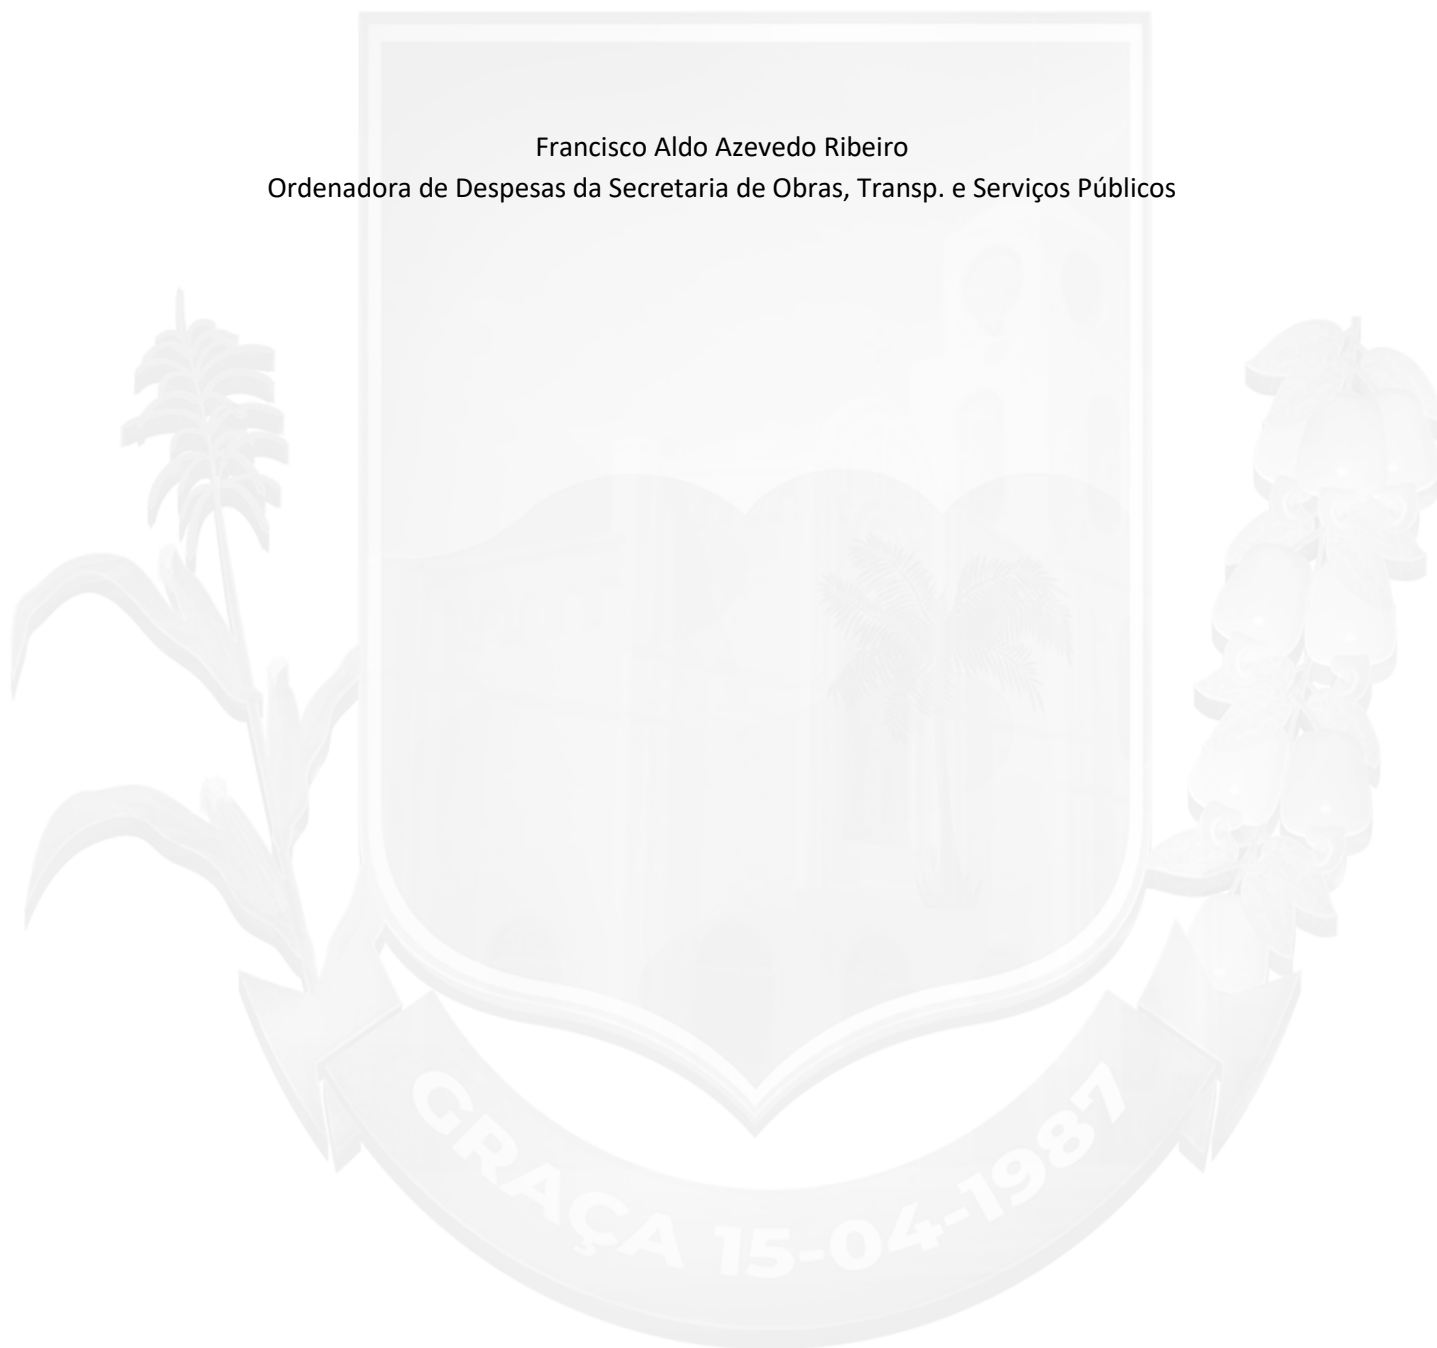 Francisco Aldo Azevedo Ribeiro
Ordenadora de Despesas da Secretaria de Obras, Transp. e Serviços Públicos
GRAÇA 15-04-1987